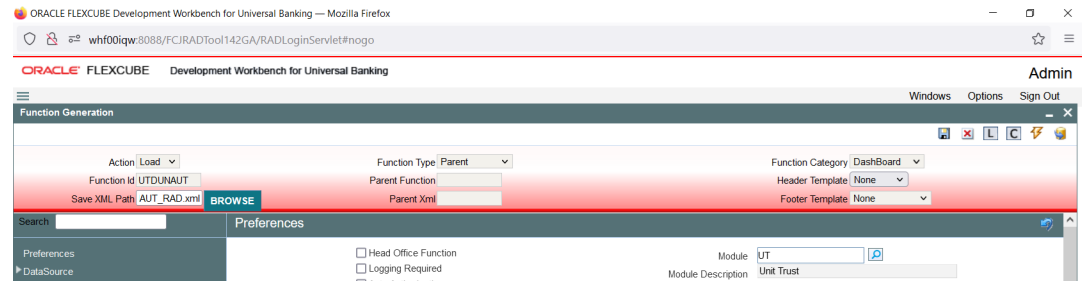 ORACLE FLEXCUBE Development Workbench for Universal Banking — Mozilla Firefox
whf00iqw:8088/FCJRADTool142GA/RADLoginServlet#nogo
ORACLE FLEXCUBE Development Workbench for Universal Banking Admin
Windows Options Sign Out
Function Generation
L C
Action Load Function Type Parent Function Category DashBoard
Function Id UTDUNAUT Parent Function Header Template None
Save XML Path AUT_RAD.xml BROWSE Parent Xml Footer Template None
Search Preferences
Preferences Head Office Function Module UT
DataSource Logging Required Module Description Unit Trust